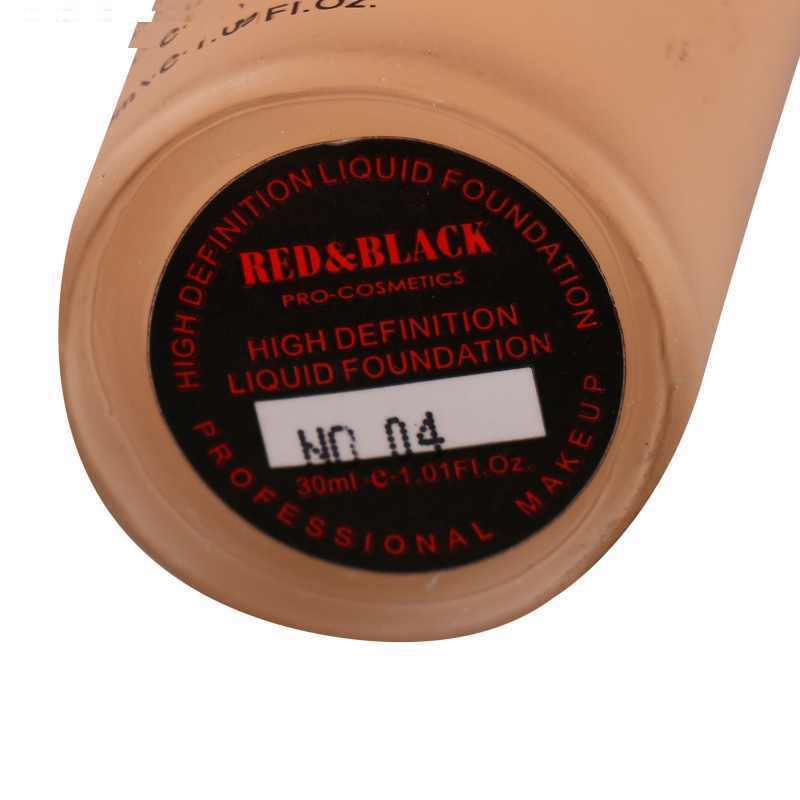 HIGH DEFINITION LIQUID FOUNDATION
RED&BLACK
PRO-COSMETICS
HIGH DEFINITION
LIQUID FOUNDATION
NO 04
30ml ·e·1.01Fl.Oz.
PROFESSIONAL MAKEUP